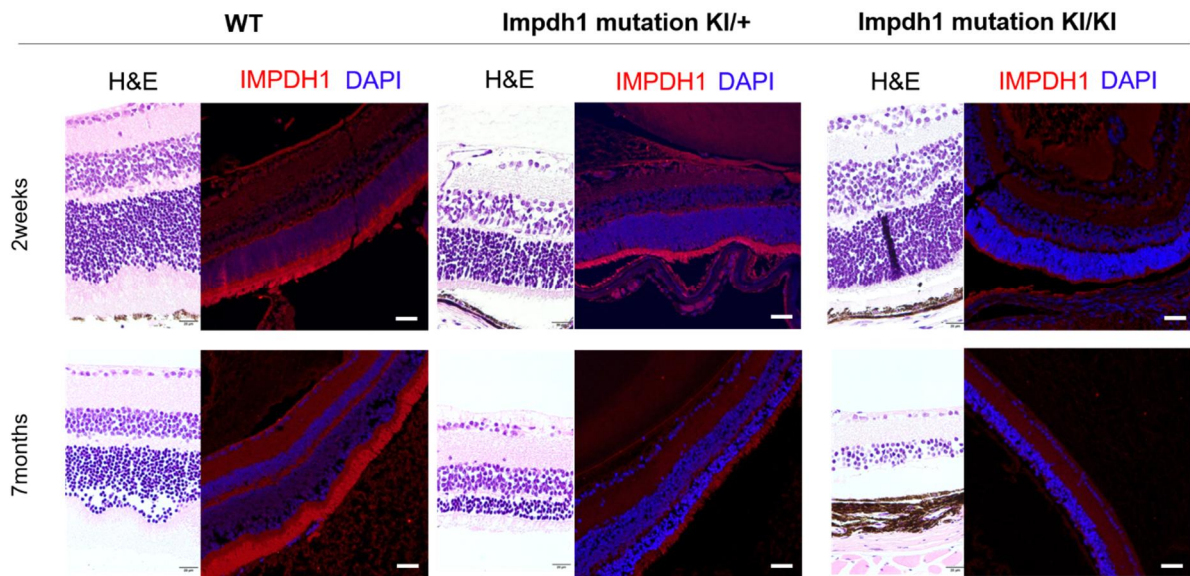 WT Impdh1 mutation KI/+ Impdh1 mutation KI/KI
H&E IMPDH1 DAPI H&E IMPDH1 DAPI H&E IMPDH1 DAPI
2weeks
7months